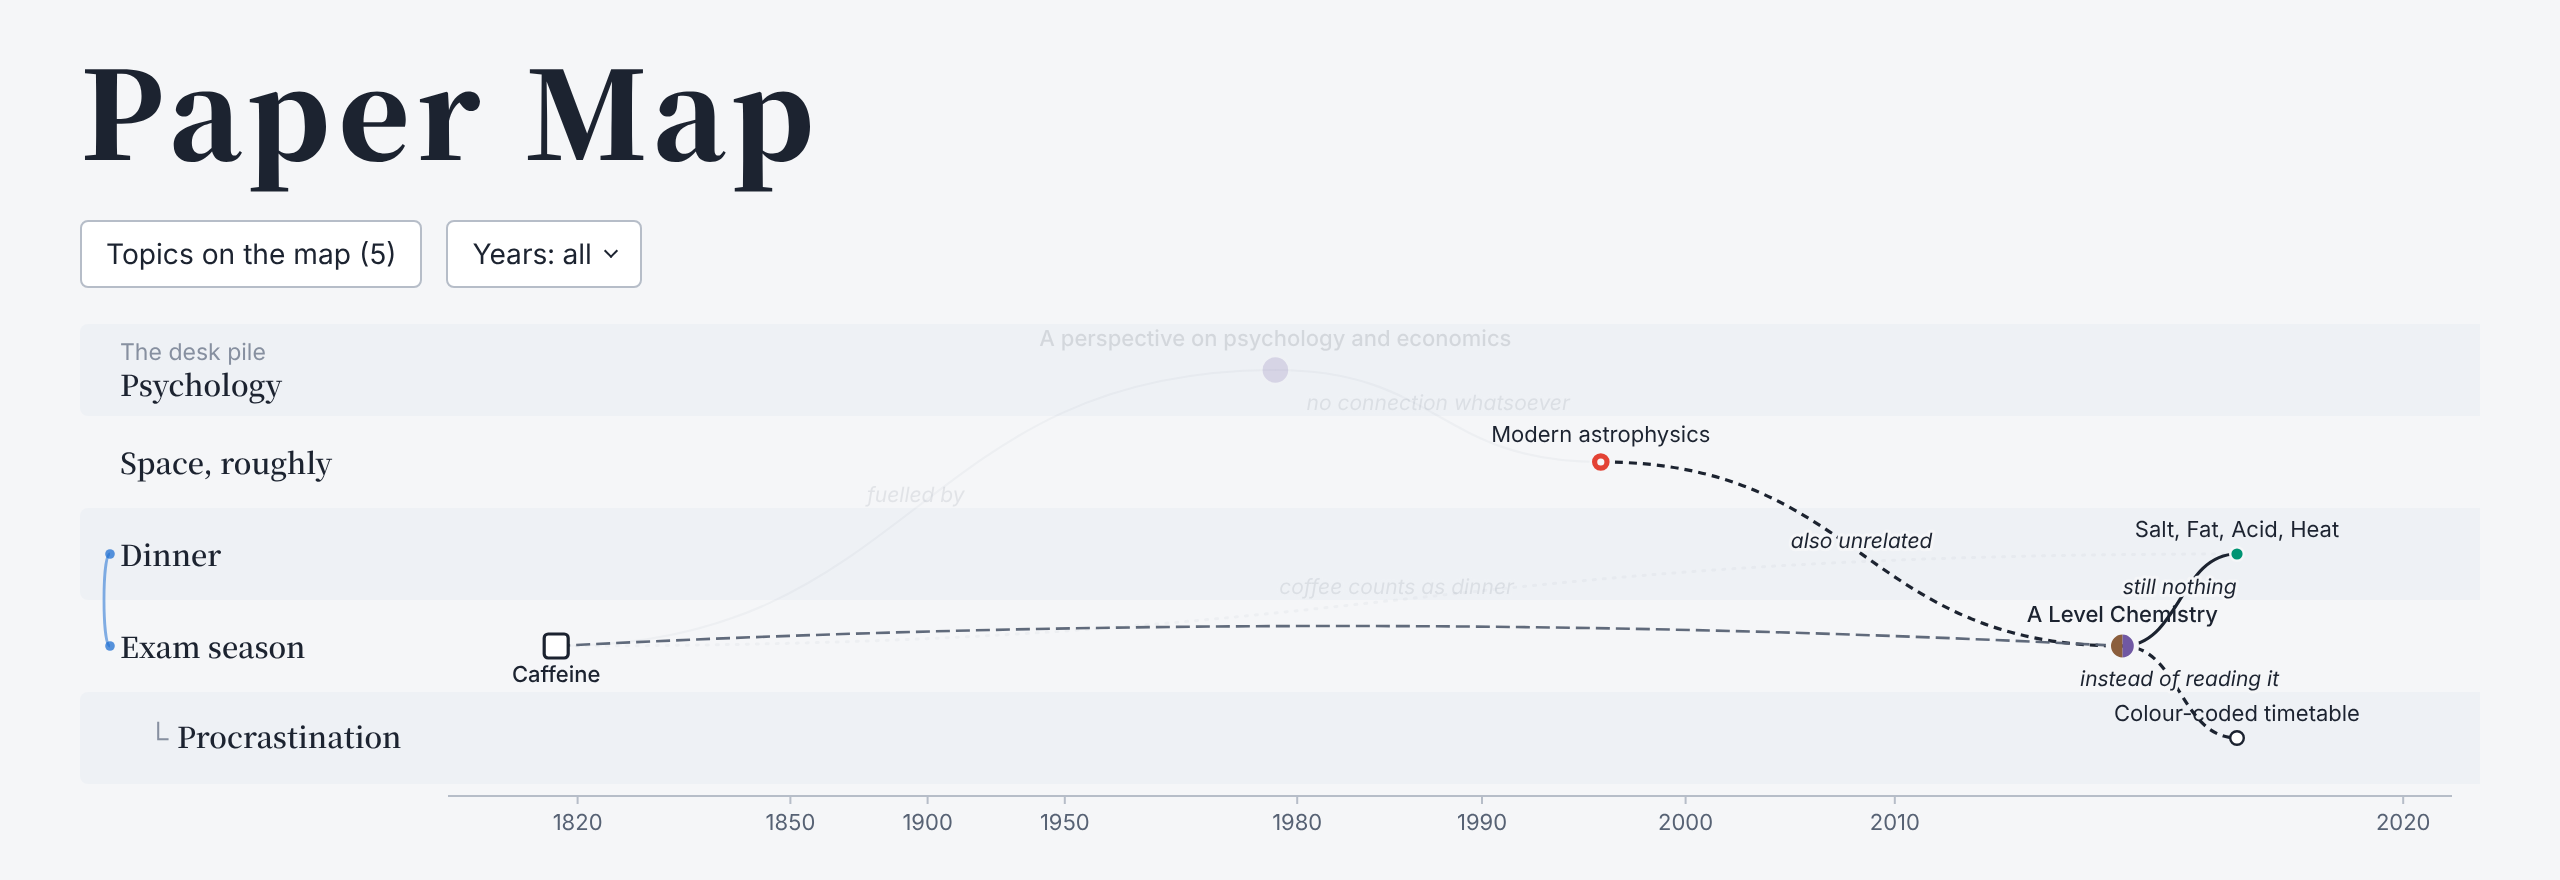 Paper Map
Topics on the map (5)
Years: all
A perspective on psychology and economics
The desk pile
Psychology
no connection whatsoever
Modern astrophysics
Space, roughly
fuelled by
Salt, Fat, Acid, Heat
also unrelated
Dinner
coffee counts as dinner
still nothing
A Level Chemistry
Exam season
Caffeine
instead of reading it
Colour-coded timetable
Procrastination
1820
1850
1900
1950
1980
1990
2000
2010
2020